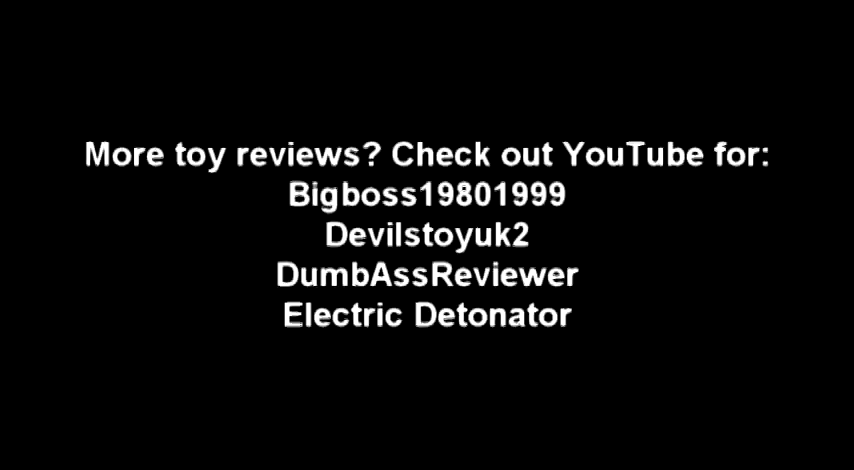 More toy reviews? Check out YouTube for:
Bigboss19801999
Devilstoyuk2
DumbAssReviewer
Electric Detonator